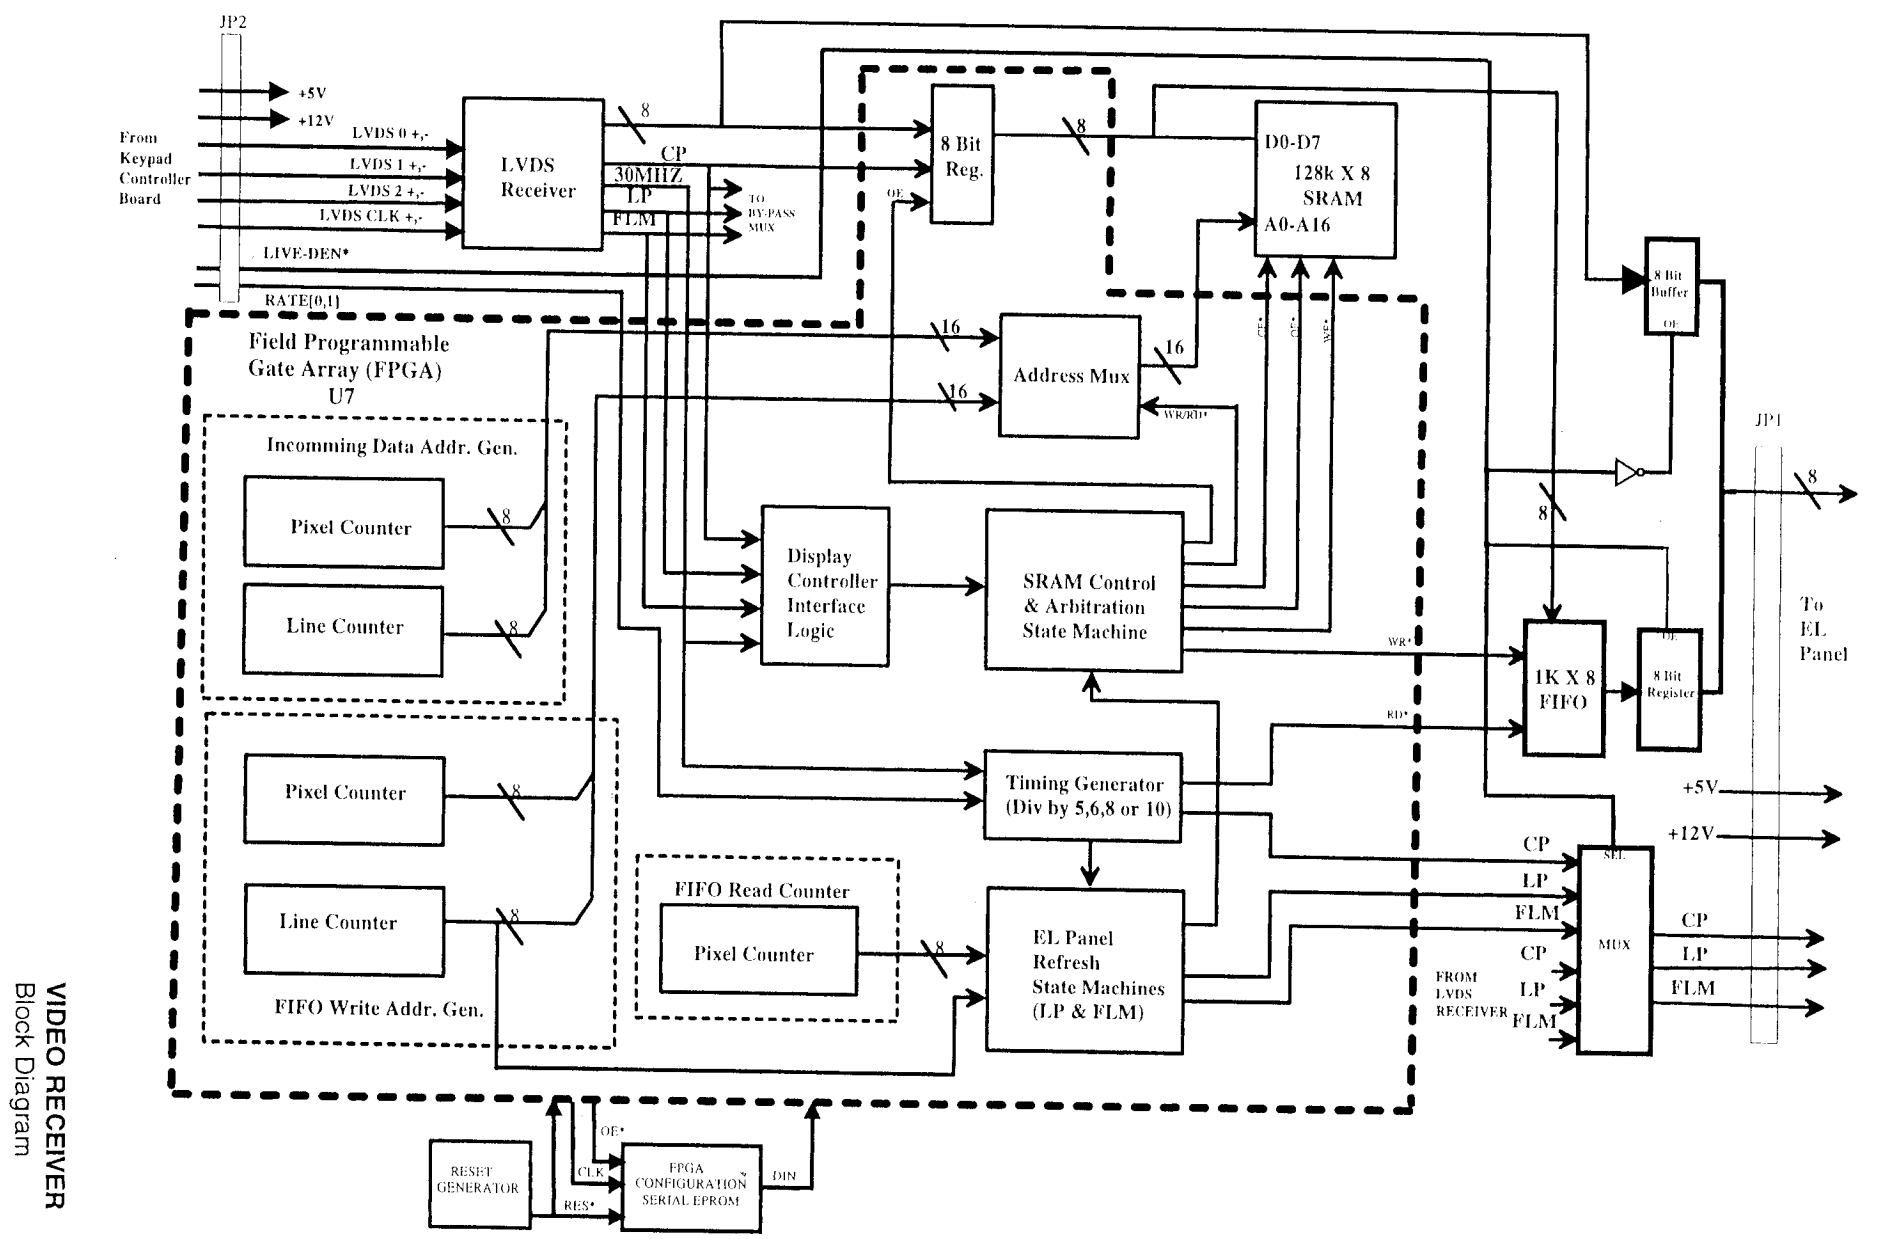 JP2
+5V
+12V
From
Keypad
Controller
Board
LVDS 0 +,-
LVDS 1 +,-
LVDS 2 +,-
LVDS CLK +,-
LIVE-DEN*
RATE[0,1]
LVDS
Receiver
8
CP
30MHZ
LP
FLM
TO
BY-PASS
MUX
OE
8 Bit
Reg.
8
D0-D7
128k X 8
SRAM
A0-A16
CE*
OE*
WE*
8 Bit
Buffer
OE
Field Programmable
Gate Array (FPGA)
U7
16
16
Address Mux
16
WR/RD*
Incomming Data Addr. Gen.
Pixel Counter
8
Line Counter
8
Display
Controller
Interface
Logic
SRAM Control
& Arbitration
State Machine
WR*
RD*
8
1K X 8
FIFO
OE
8 Bit
Register
JP1
8
To
EL
Panel
+5V
+12V
Pixel Counter
8
Line Counter
8
FIFO Write Addr. Gen.
Timing Generator
(Div by 5,6,8 or 10)
FIFO Read Counter
Pixel Counter
8
EL Panel
Refresh
State Machines
(LP & FLM)
CP
LP
FLM
CP
LP
FLM
FROM
LVDS
RECEIVER
SEL
MUX
CP
LP
FLM
RESET
GENERATOR
OE*
CLK
RES*
FPGA
CONFIGURATION
SERIAL EPROM
DIN
VIDEO RECEIVER
Block Diagram